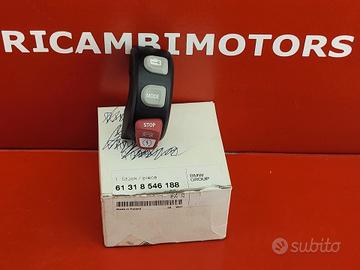 RICAMBIMOTORS
MODE
STOP
1 Stück / piece
61 31 8 546 188
BMW
GROUP
subito